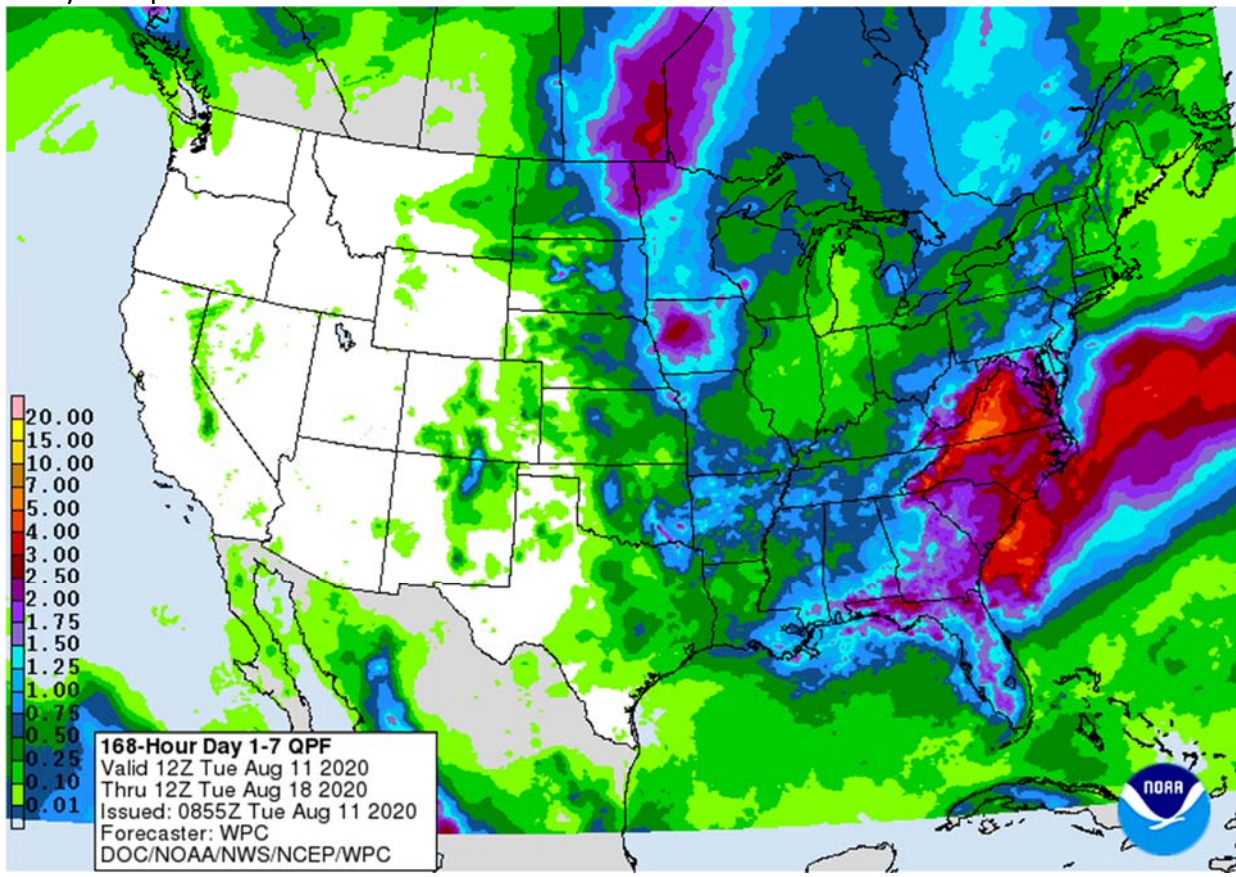 20.00
15.00
10.00
7.00
5.00
4.00
3.00
2.50
2.00
1.75
1.50
1.25
1.00
0.75
0.50
0.25
0.10
0.01
168-Hour Day 1-7 QPF
Valid 12Z Tue Aug 11 2020
Thru 12Z Tue Aug 18 2020
Issued: 0855Z Tue Aug 11 2020
Forecaster: WPC
DOC/NOAA/NWS/NCEP/WPC
NOAA